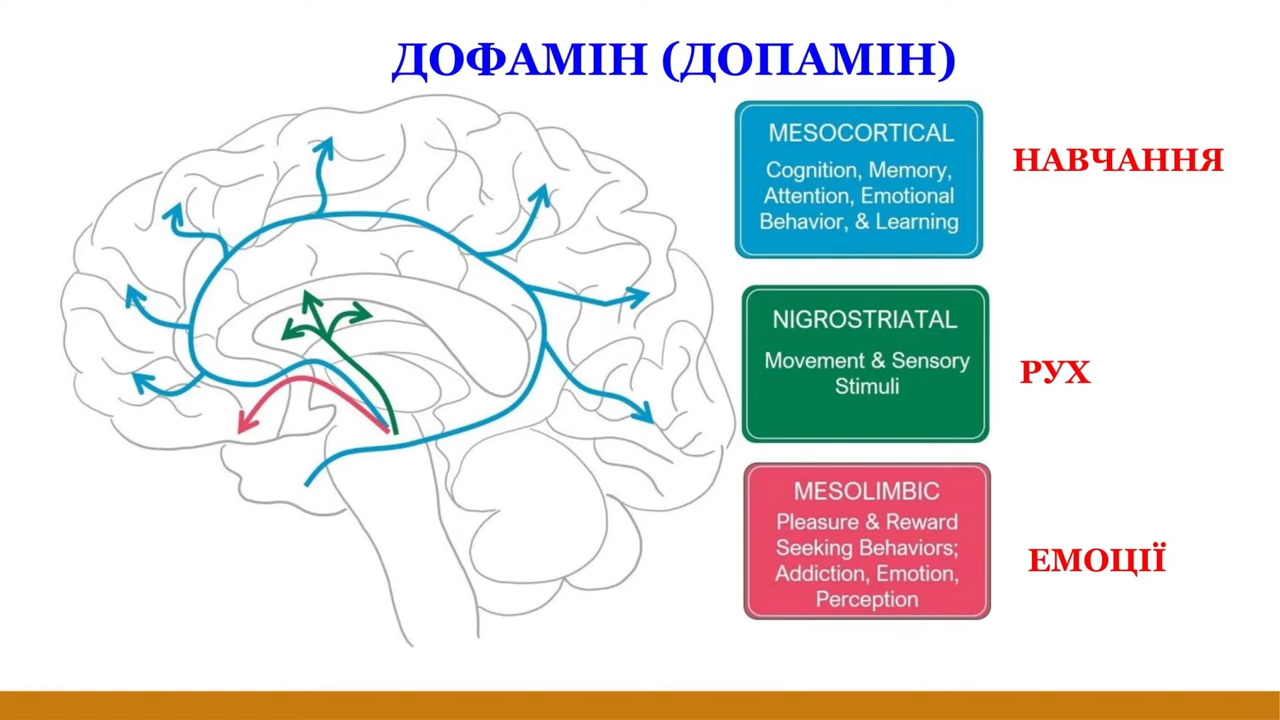 ДОФАМІН (ДОПАМІН)
MESOCORTICAL
Cognition, Memory,
Attention, Emotional
Behavior, & Learning
НАВЧАННЯ
NIGROSTRIATAL
Movement & Sensory
Stimuli
РУХ
MESOLIMBIC
Pleasure & Reward
Seeking Behaviors;
Addiction, Emotion,
Perception
ЕМОЦІЇ